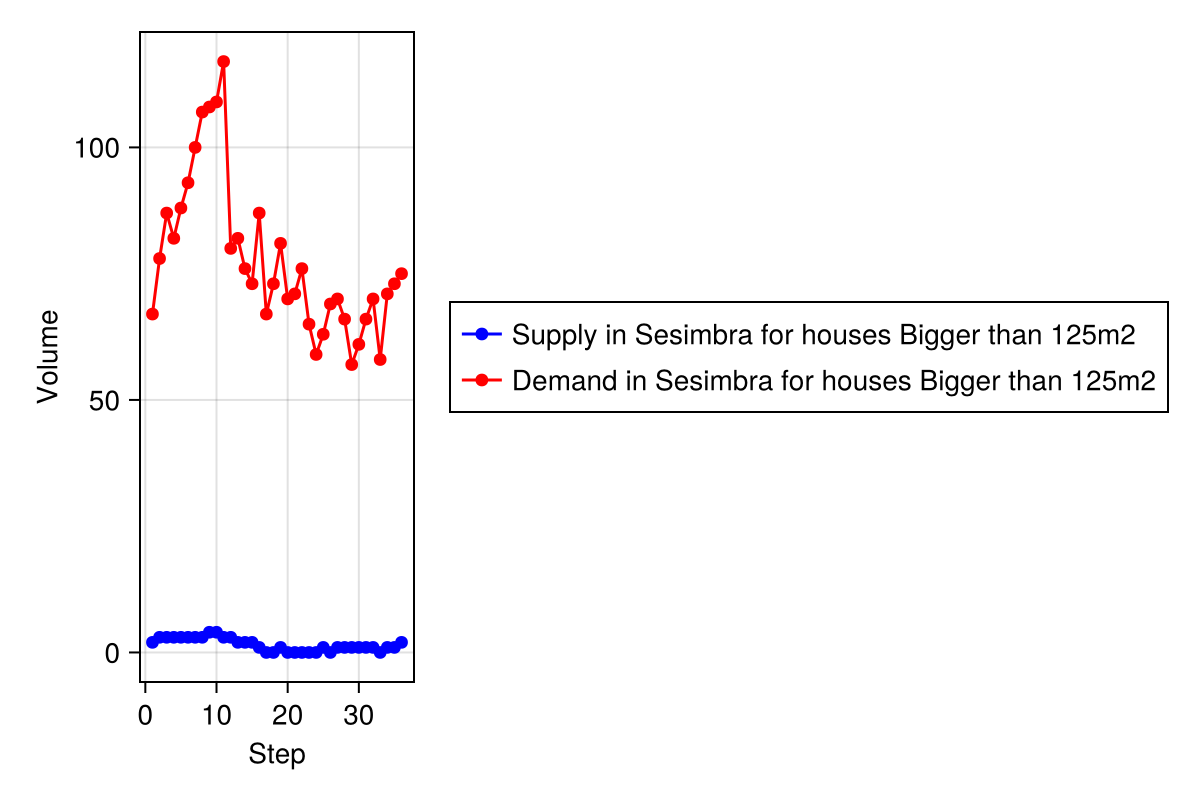 Volume
100
50
0
0 10 20 30
Step
Supply in Sesimbra for houses Bigger than 125m2
Demand in Sesimbra for houses Bigger than 125m2